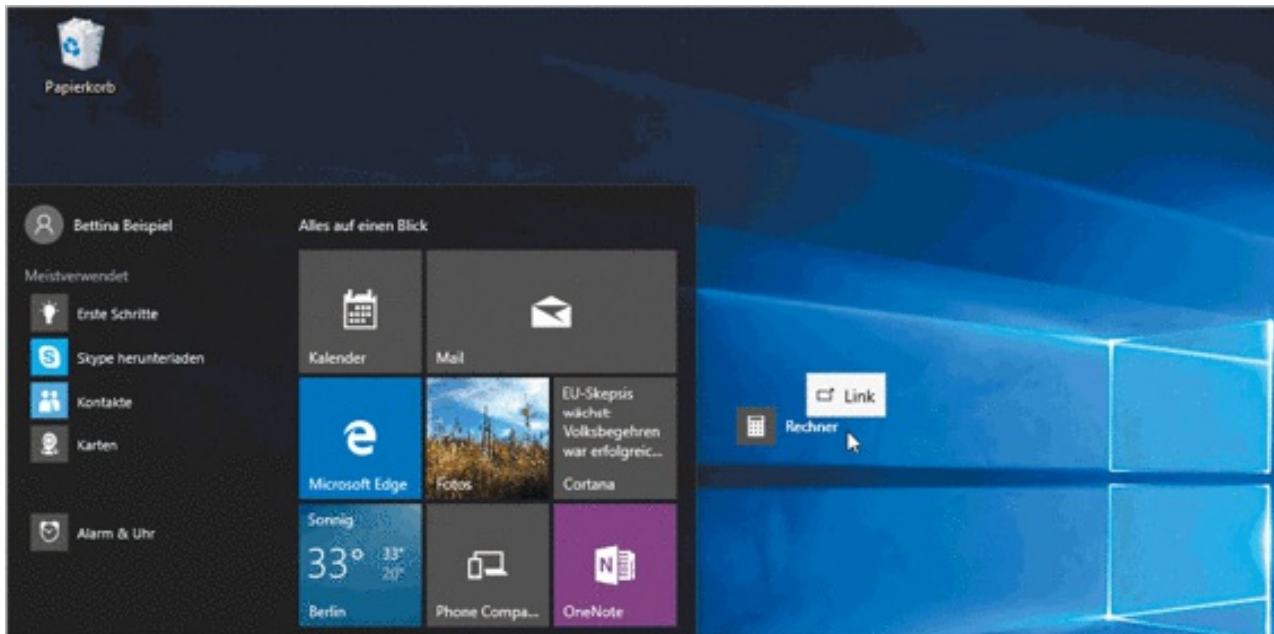 Papierkorb
Bettina Beispiel
Alles auf einen Blick
Meistverwendet
Erste Schritte
Skype herunterladen
Kontakte
Karten
Alarm & Uhr
Kalender
Mail
Microsoft Edge
Fotos
EU-Skepsis
wächst:
Volksbegehren
war erfolgreic...
Cortana
Sonnig
33° 33°
20°
Berlin
Phone Compa...
OneNote
Link
Rechner